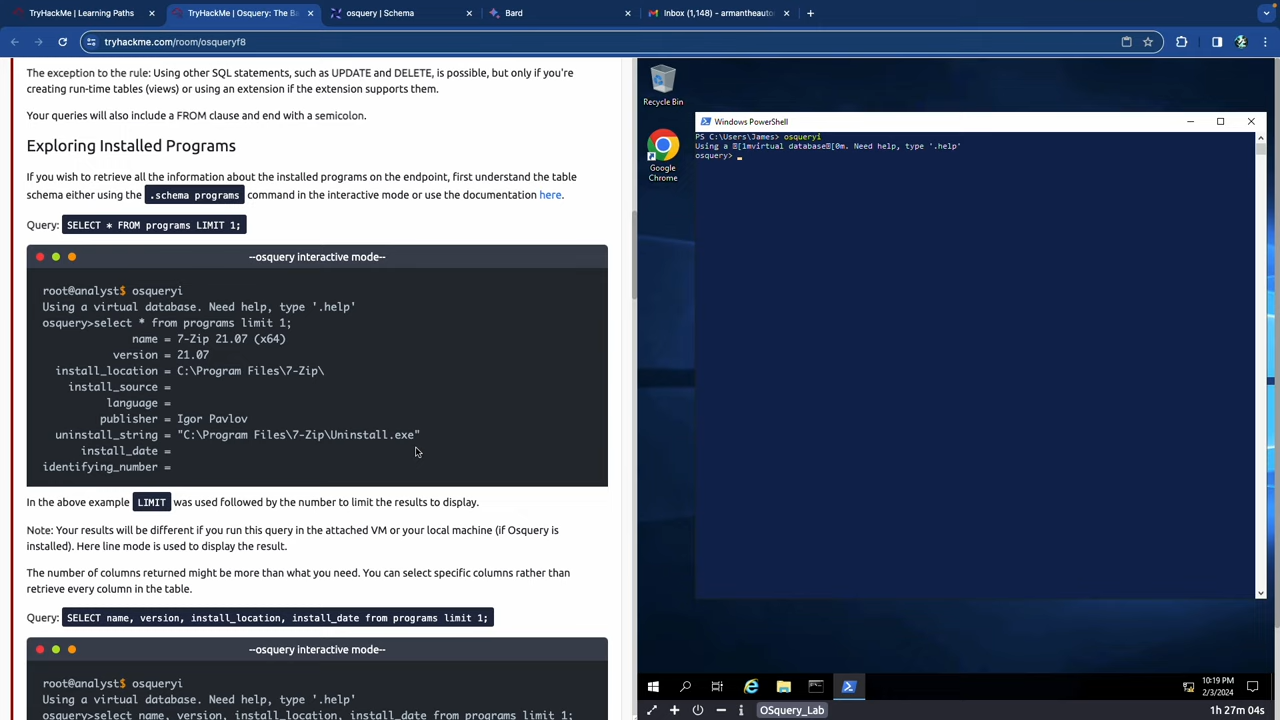 TryHackMe | Learning Paths
TryHackMe | Osquery: The Ba
osquery | Schema
Bard
Inbox (1,148) - armantheauto
tryhackme.com/room/osqueryf8
The exception to the rule: Using other SQL statements, such as UPDATE and DELETE, is possible, but only if you're
creating run-time tables (views) or using an extension if the extension supports them.
Your queries will also include a FROM clause and end with a semicolon.
Exploring Installed Programs
If you wish to retrieve all the information about the installed programs on the endpoint, first understand the table
schema either using the .schema programs command in the interactive mode or use the documentation here.
Query: SELECT * FROM programs LIMIT 1;
--osquery interactive mode--
root@analyst$ osqueryi
Using a virtual database. Need help, type '.help'
osquery>select * from programs limit 1;
name = 7-Zip 21.07 (x64)
version = 21.07
install_location = C:\Program Files\7-Zip\
install_source =
language =
publisher = Igor Pavlov
uninstall_string = "C:\Program Files\7-Zip\Uninstall.exe"
install_date =
identifying_number =
In the above example LIMIT was used followed by the number to limit the results to display.
Note: Your results will be different if you run this query in the attached VM or your local machine (if Osquery is
installed). Here line mode is used to display the result.
The number of columns returned might be more than what you need. You can select specific columns rather than
retrieve every column in the table.
Query: SELECT name, version, install_location, install_date from programs limit 1;
--osquery interactive mode--
root@analyst$ osqueryi
Using a virtual database. Need help, type '.help'
osquery>select name, version, install_location, install_date from programs limit 1;
Recycle Bin
Google
Chrome
Windows PowerShell
PS C:\Users\James> osqueryi
Using a [1mvirtual database[0m. Need help, type '.help'
osquery>
10:19 PM
2/3/2024
OSquery_Lab
1h 27m 04s